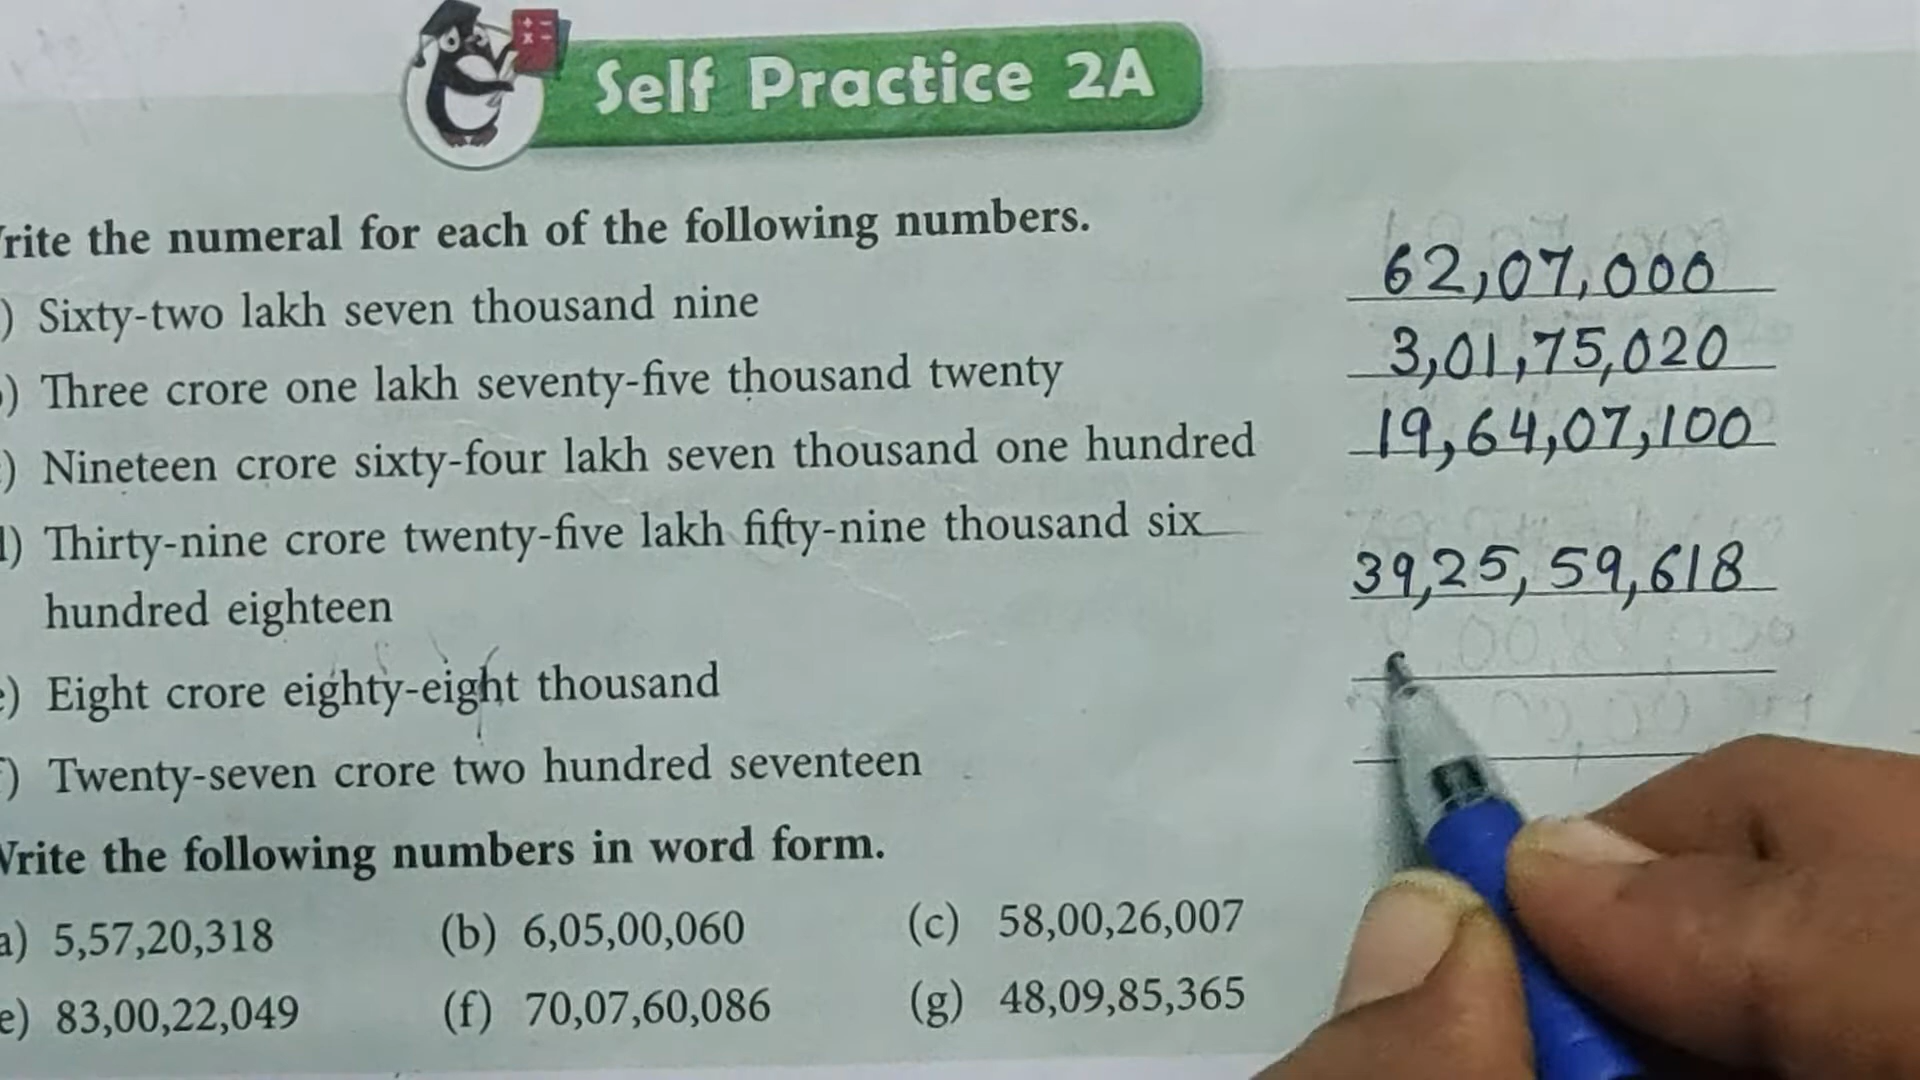 Self Practice 2A
rite the numeral for each of the following numbers.
) Sixty-two lakh seven thousand nine 62,07,000
) Three crore one lakh seventy-five thousand twenty 3,01,75,020
) Nineteen crore sixty-four lakh seven thousand one hundred 19,64,07,100
) Thirty-nine crore twenty-five lakh fifty-nine thousand six
hundred eighteen 39,25,59,618
) Eight crore eighty-eight thousand
) Twenty-seven crore two hundred seventeen
Write the following numbers in word form.
a) 5,57,20,318 (b) 6,05,00,060 (c) 58,00,26,007
e) 83,00,22,049 (f) 70,07,60,086 (g) 48,09,85,365